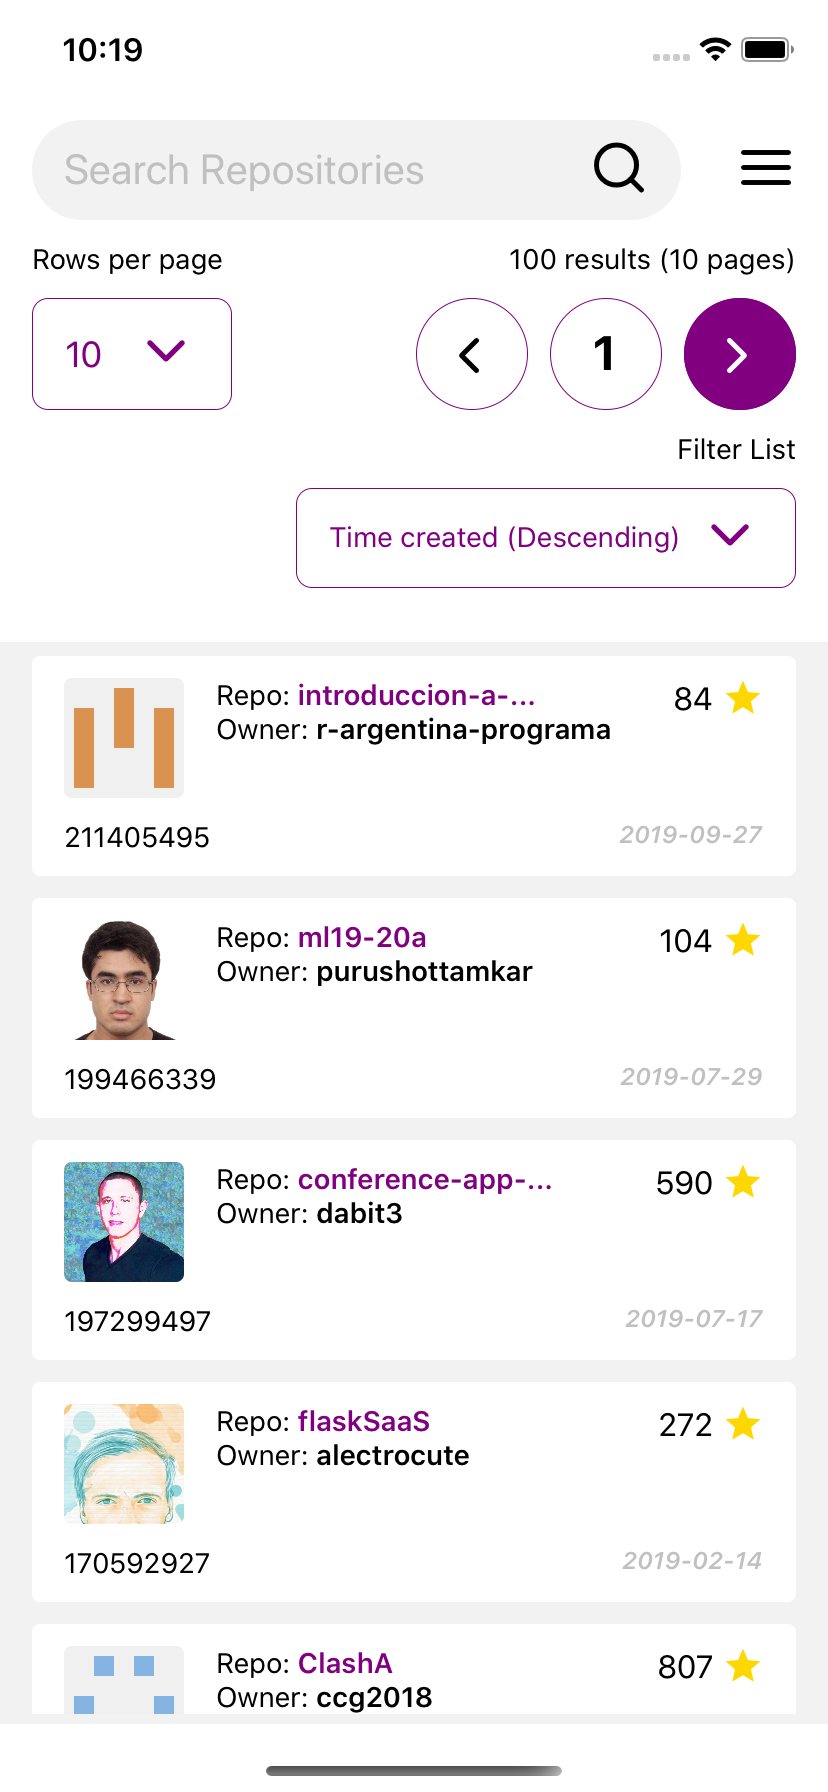 10:19
Search Repositories
Rows per page
100 results (10 pages)
10
1
Filter List
Time created (Descending)
Repo: introduccion-a-...
84
Owner: r-argentina-programa
211405495
2019-09-27
Repo: ml19-20a
104
Owner: purushottamkar
199466339
2019-07-29
Repo: conference-app-...
590
Owner: dabit3
197299497
2019-07-17
Repo: flaskSaaS
272
Owner: alectrocute
170592927
2019-02-14
Repo: ClashA
807
Owner: ccg2018